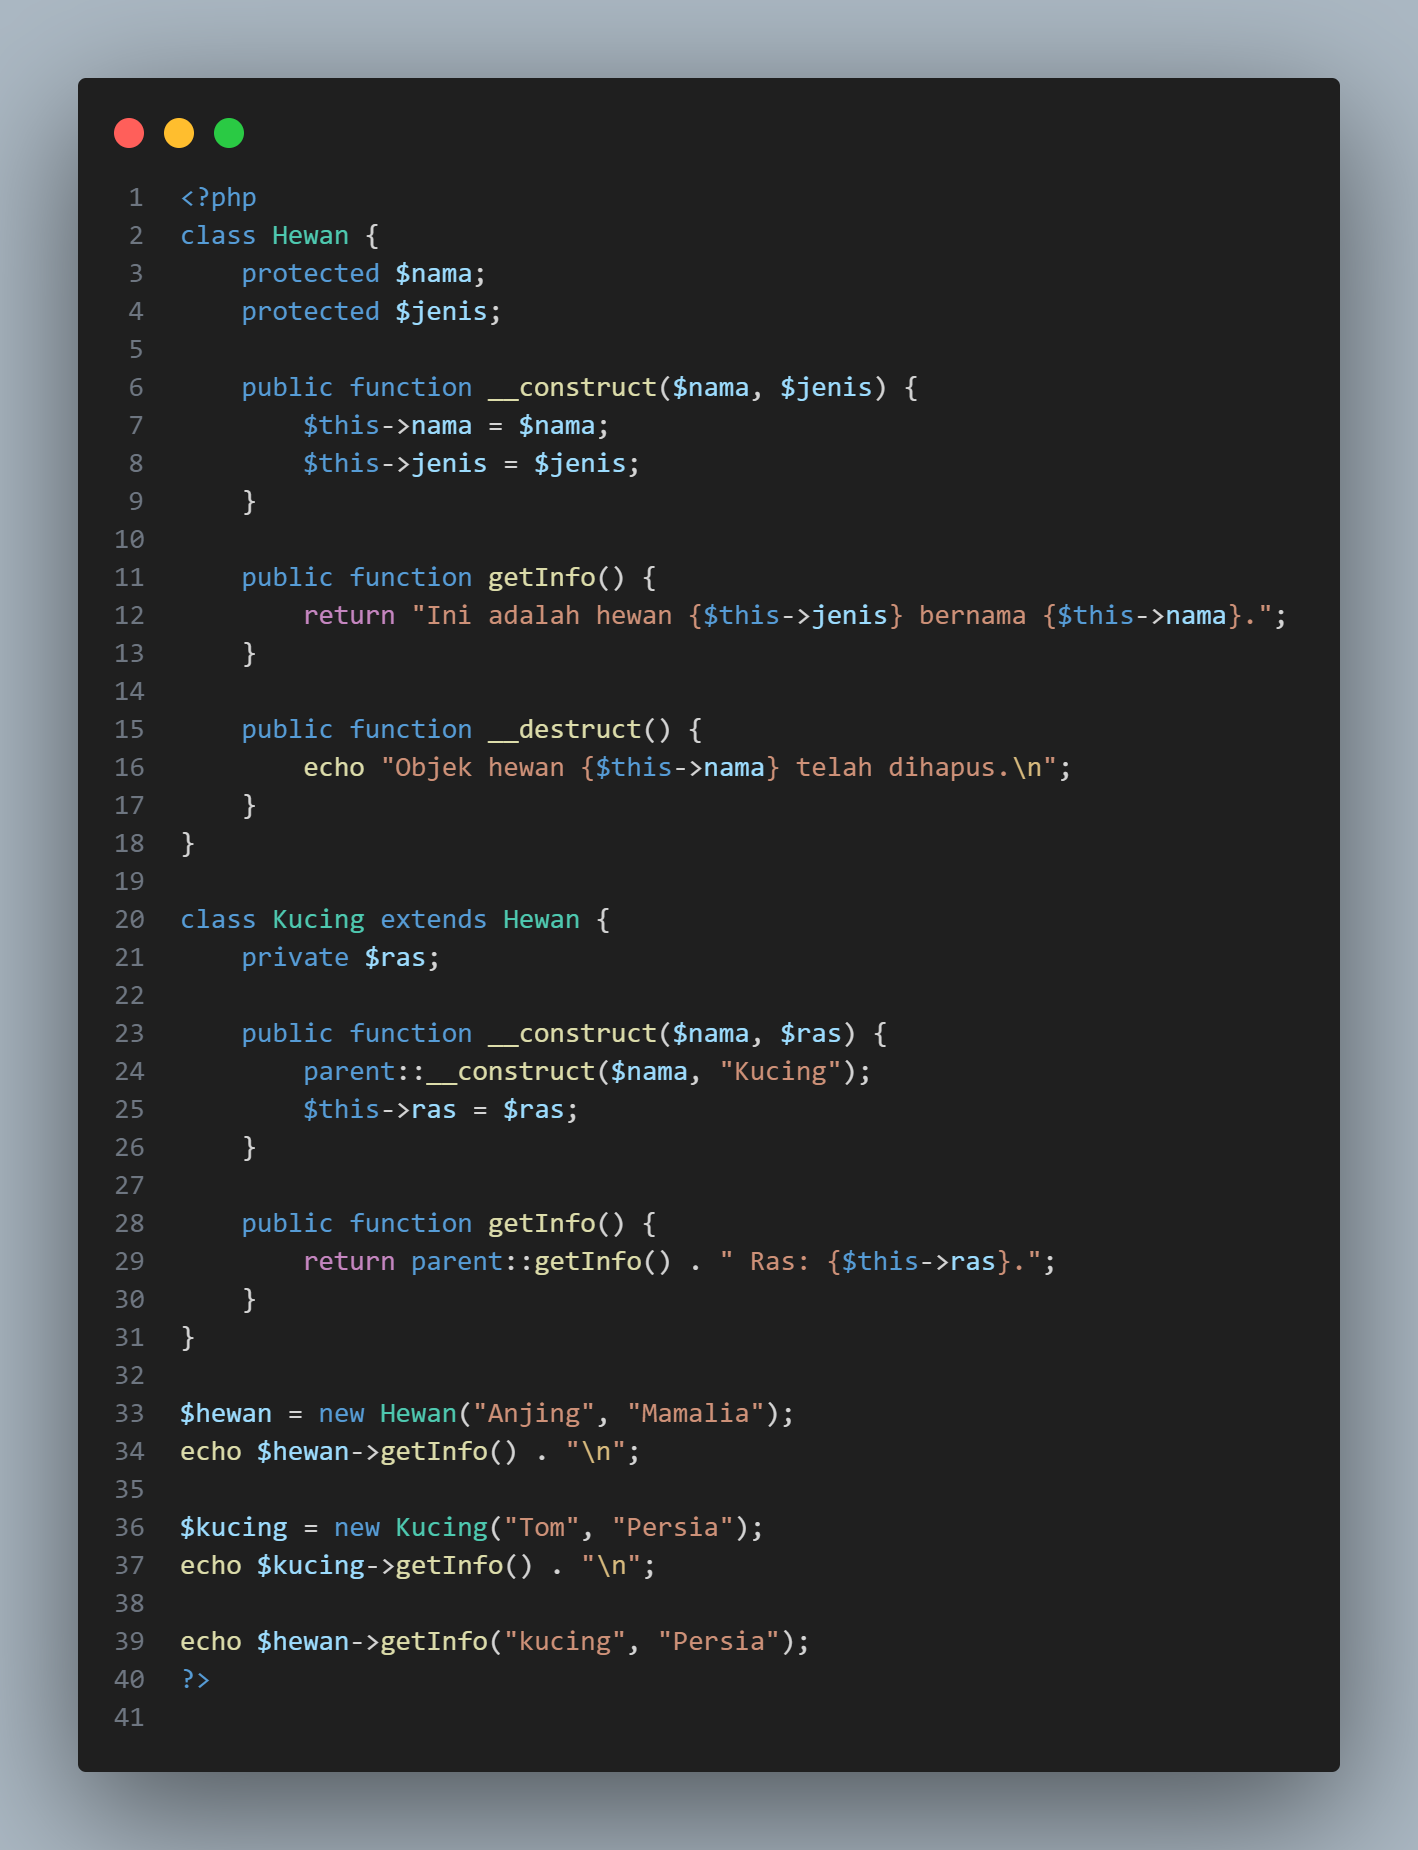 1 <?php
2 class Hewan {
3     protected $nama;
4     protected $jenis;
5
6     public function __construct($nama, $jenis) {
7         $this->nama = $nama;
8         $this->jenis = $jenis;
9     }
10
11     public function getInfo() {
12         return "Ini adalah hewan {$this->jenis} bernama {$this->nama}.";
13     }
14
15     public function __destruct() {
16         echo "Objek hewan {$this->nama} telah dihapus.\n";
17     }
18 }
19
20 class Kucing extends Hewan {
21     private $ras;
22
23     public function __construct($nama, $ras) {
24         parent::__construct($nama, "Kucing");
25         $this->ras = $ras;
26     }
27
28     public function getInfo() {
29         return parent::getInfo() . " Ras: {$this->ras}.";
30     }
31 }
32
33 $hewan = new Hewan("Anjing", "Mamalia");
34 echo $hewan->getInfo() . "\n";
35
36 $kucing = new Kucing("Tom", "Persia");
37 echo $kucing->getInfo() . "\n";
38
39 echo $hewan->getInfo("kucing", "Persia");
40 ?>
41